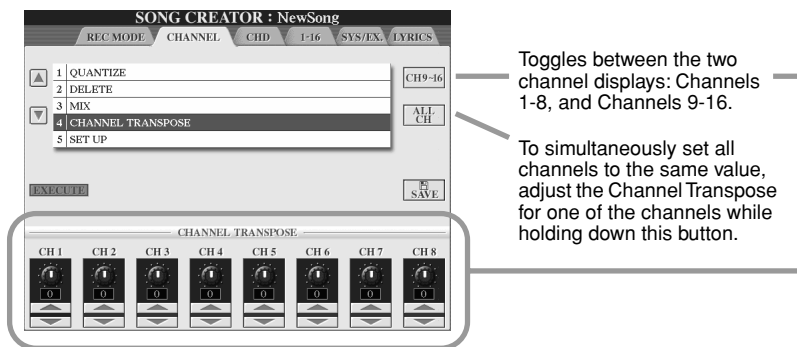 SONG CREATOR : NewSong
REC MODE CHANNEL CHD 1-16 SYS/EX. LYRICS
1 QUANTIZE
2 DELETE
3 MIX
4 CHANNEL TRANSPOSE
5 SET UP
CH9~16
ALL
CH
EXECUTE
SAVE
CHANNEL TRANSPOSE
CH 1 CH 2 CH 3 CH 4 CH 5 CH 6 CH 7 CH 8
0 0 0 0 0 0 0 0
Toggles between the two
channel displays: Channels
1-8, and Channels 9-16.
To simultaneously set all
channels to the same value,
adjust the Channel Transpose
for one of the channels while
holding down this button.